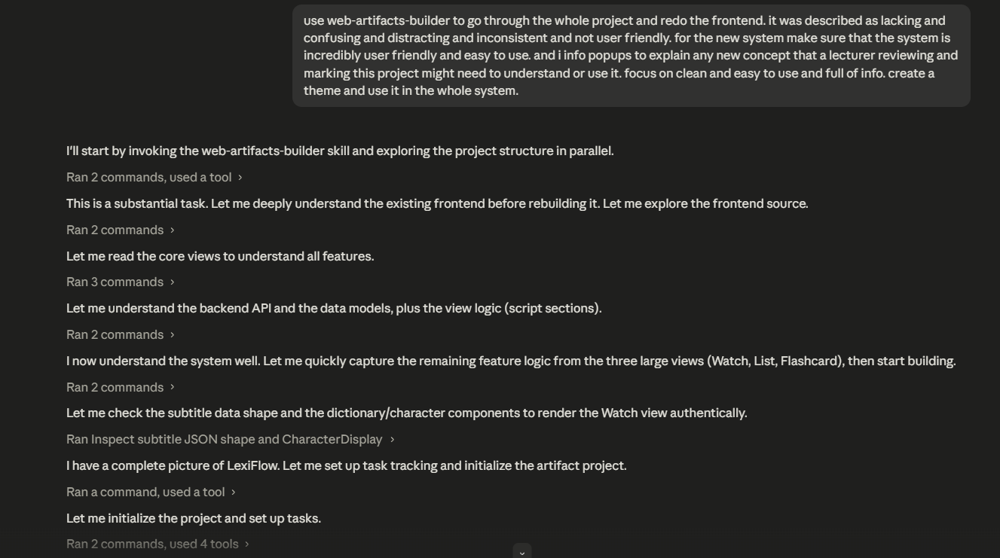 use web-artifacts-builder to go through the whole project and redo the frontend. it was described as lacking and
confusing and distracting and inconsistent and not user friendly. for the new system make sure that the system is
incredibly user friendly and easy to use. and i info popups to explain any new concept that a lecturer reviewing and
marking this project might need to understand or use it. focus on clean and easy to use and full of info. create a
theme and use it in the whole system.
I'll start by invoking the web-artifacts-builder skill and exploring the project structure in parallel.
Ran 2 commands, used a tool ›
This is a substantial task. Let me deeply understand the existing frontend before rebuilding it. Let me explore the frontend source.
Ran 2 commands ›
Let me read the core views to understand all features.
Ran 3 commands ›
Let me understand the backend API and the data models, plus the view logic (script sections).
Ran 2 commands ›
I now understand the system well. Let me quickly capture the remaining feature logic from the three large views (Watch, List, Flashcard), then start building.
Ran 2 commands ›
Let me check the subtitle data shape and the dictionary/character components to render the Watch view authentically.
Ran Inspect subtitle JSON shape and CharacterDisplay ›
I have a complete picture of LexiFlow. Let me set up task tracking and initialize the artifact project.
Ran a command, used a tool ›
Let me initialize the project and set up tasks.
Ran 2 commands, used 4 tools ›